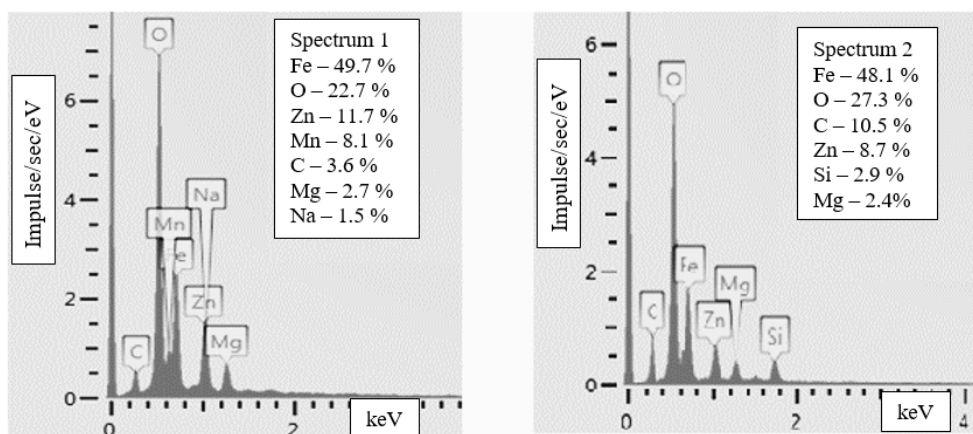 Impulse/sec/eV
6
4
2
0
O
Mn
Fe
Na
Zn
C
Mg
Spectrum 1
Fe – 49.7 %
O – 22.7 %
Zn – 11.7 %
Mn – 8.1 %
C – 3.6 %
Mg – 2.7 %
Na – 1.5 %
0
2
keV
Impulse/sec/eV
6
4
2
0
O
C
Fe
Zn
Mg
Si
Spectrum 2
Fe – 48.1 %
O – 27.3 %
C – 10.5 %
Zn – 8.7 %
Si – 2.9 %
Mg – 2.4%
0
2
4
keV